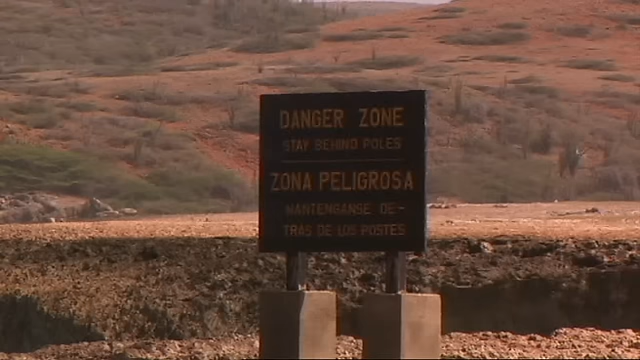 DANGER ZONE
STAY BEHIND POLES
ZONA PELIGROSA
MANTENGANSE DE-
TRAS DE LOS POSTES